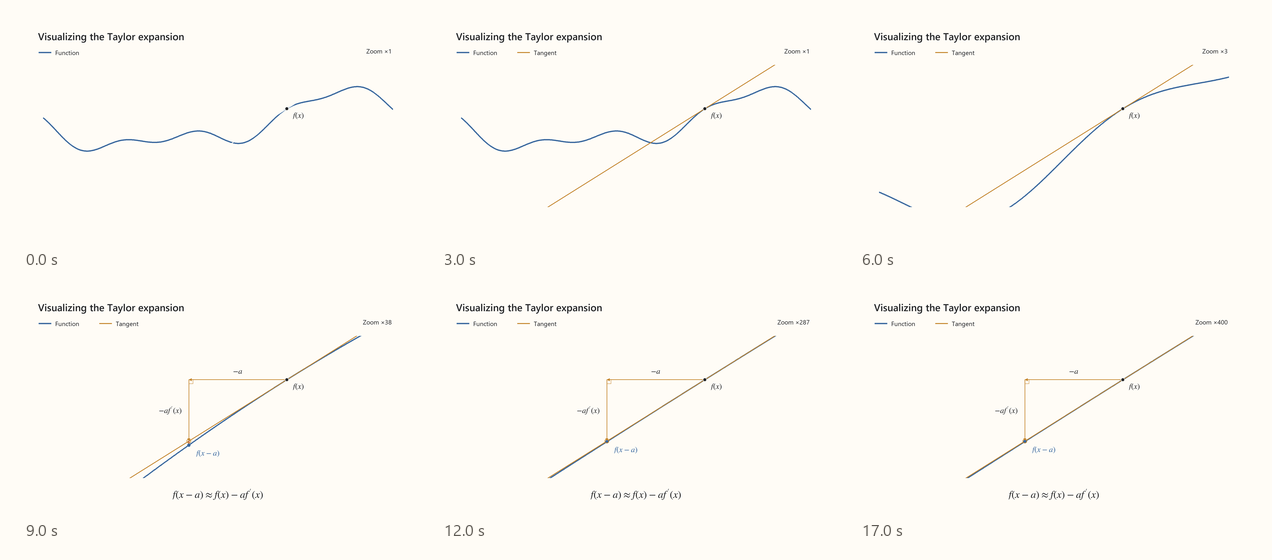 Visualizing the Taylor expansion
Function
Zoom ×1
f(x)
0.0 s
Visualizing the Taylor expansion
Function Tangent
Zoom ×1
f(x)
3.0 s
Visualizing the Taylor expansion
Function Tangent
Zoom ×3
f(x)
6.0 s
Visualizing the Taylor expansion
Function Tangent
Zoom ×38
−a
f(x)
−af′(x)
f(x − a)
f(x − a) ≈ f(x) − af′(x)
9.0 s
Visualizing the Taylor expansion
Function Tangent
Zoom ×287
−a
f(x)
−af′(x)
f(x − a)
f(x − a) ≈ f(x) − af′(x)
12.0 s
Visualizing the Taylor expansion
Function Tangent
Zoom ×400
−a
f(x)
−af′(x)
f(x − a)
f(x − a) ≈ f(x) − af′(x)
17.0 s